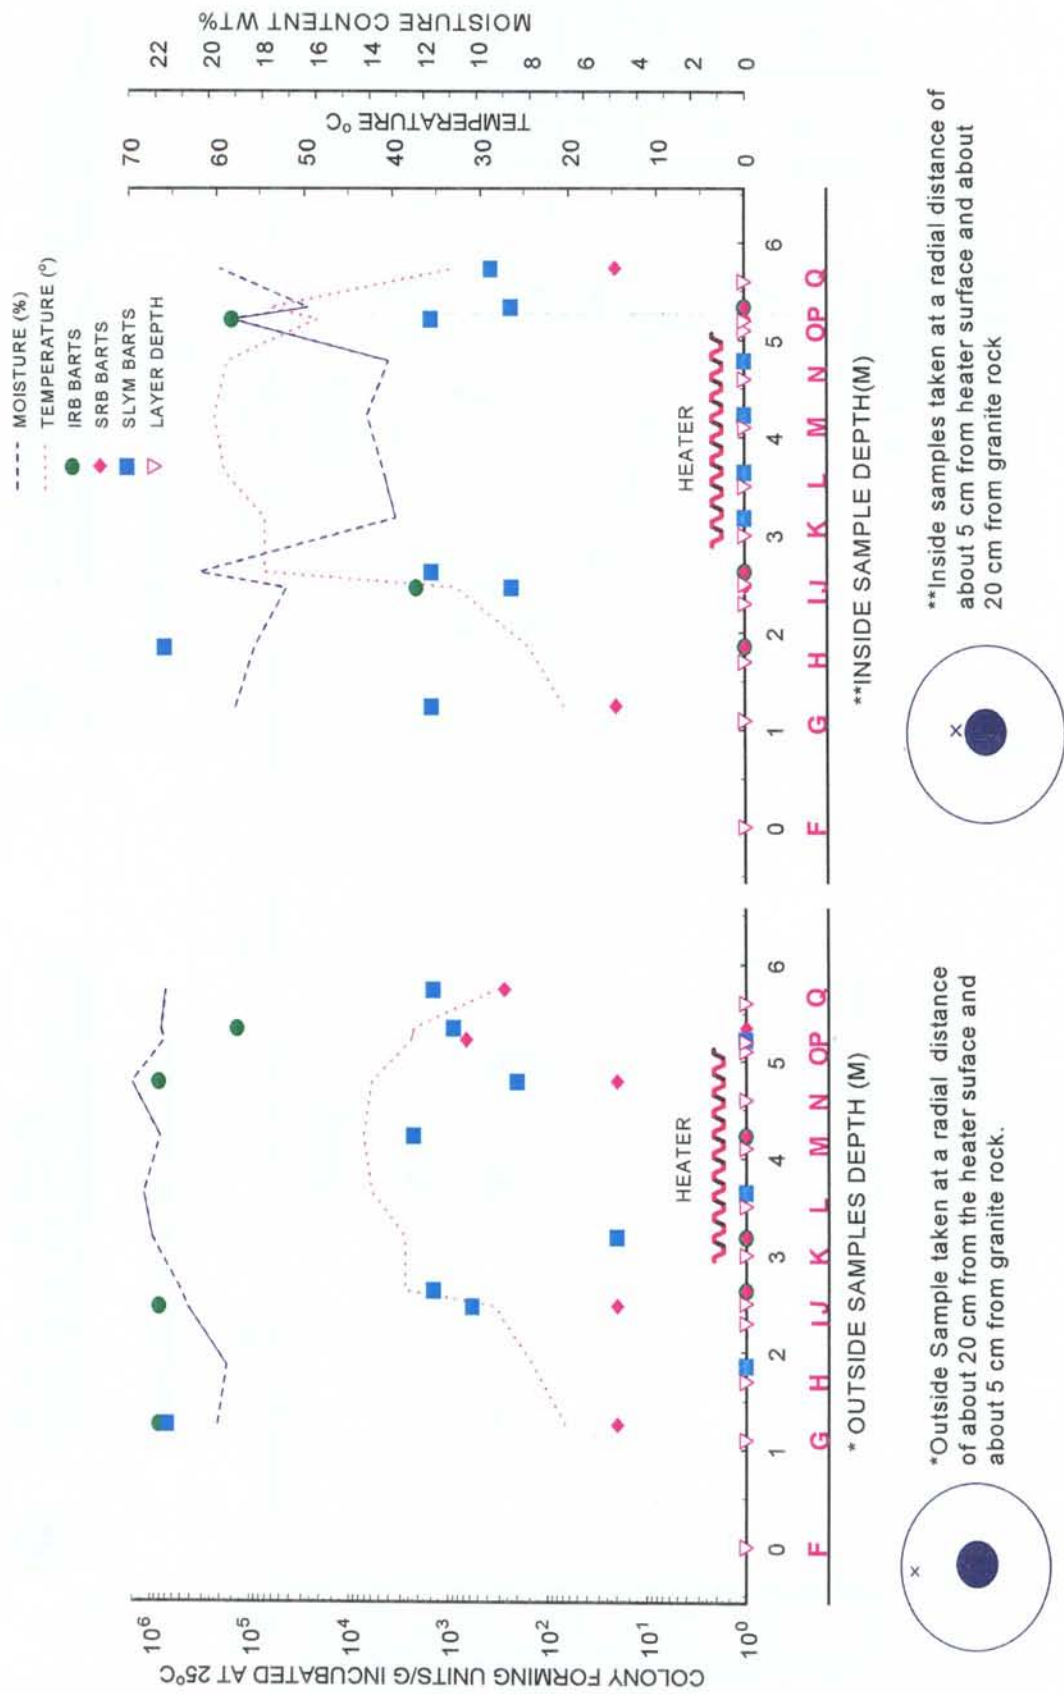 --- MOISTURE (%)
····· TEMPERATURE (º)
IRB BARTS
SRB BARTS
SLYM BARTS
LAYER DEPTH
COLONY FORMING UNITS/G INCUBATED AT 25ºC
10⁶
10⁵
10⁴
10³
10²
10¹
10⁰
HEATER
0 1 2 3 4 5 6
F G H I J K L M N O P Q
* OUTSIDE SAMPLES DEPTH (M)
HEATER
0 1 2 3 4 5 6
F G H I J K L M N O P Q
**INSIDE SAMPLE DEPTH(M)
70
60
50
40
30
20
10
0
TEMPERATURE ºC
22
20
18
16
14
12
10
8
6
4
2
0
MOISTURE CONTENT WT%
*Outside Sample taken at a radial distance
of about 20 cm from the heater suface and
about 5 cm from granite rock.
**Inside samples taken at a radial distance of
about 5 cm from heater surface and about
20 cm from granite rock